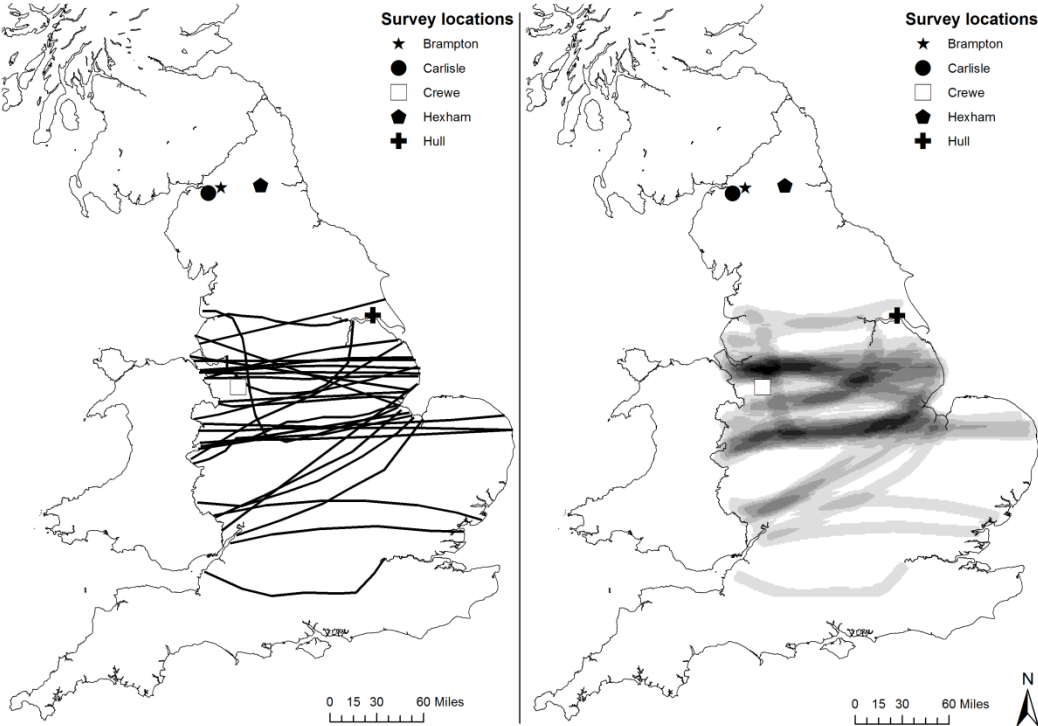 Survey locations
Brampton
Carlisle
Crewe
Hexham
Hull
0 15 30 60 Miles
Survey locations
Brampton
Carlisle
Crewe
Hexham
Hull
0 15 30 60 Miles
N